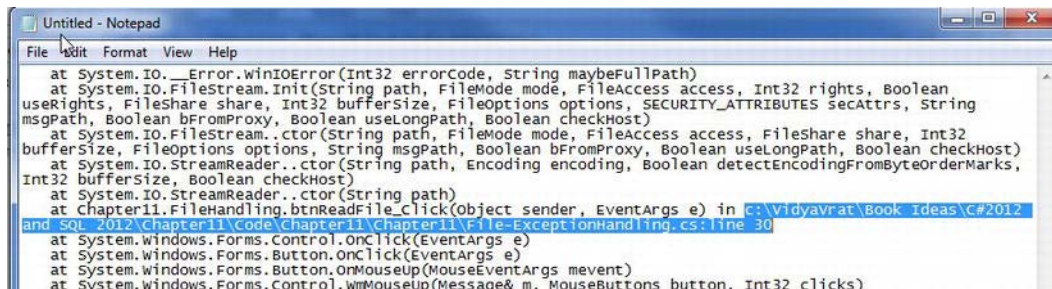 Untitled - Notepad
File Edit Format View Help
at System.IO.__Error.WinIOError(Int32 errorCode, String maybeFullPath)
at System.IO.FileStream.Init(String path, FileMode mode, FileAccess access, Int32 rights, Boolean
useRights, FileShare share, Int32 bufferSize, FileOptions options, SECURITY_ATTRIBUTES secAttrs, String
msgPath, Boolean bFromProxy, Boolean useLongPath, Boolean checkHost)
at System.IO.FileStream..ctor(String path, FileMode mode, FileAccess access, FileShare share, Int32
bufferSize, FileOptions options, String msgPath, Boolean bFromProxy, Boolean useLongPath, Boolean checkHost)
at System.IO.StreamReader..ctor(String path, Encoding encoding, Boolean detectEncodingFromByteOrderMarks,
Int32 bufferSize, Boolean checkHost)
at System.IO.StreamReader..ctor(String path)
at Chapter11.FileHandling.btnReadFile_Click(Object sender, EventArgs e) in c:\VidyaVrat\Book Ideas\C#2012
and SQL 2012\Chapter11\Code\Chapter11\Chapter11\File-ExceptionHandling.cs:line 30
at System.Windows.Forms.Control.OnClick(EventArgs e)
at System.Windows.Forms.Button.OnClick(EventArgs e)
at System.Windows.Forms.Button.OnMouseUp(MouseEventArgs mevent)
at System.Windows.Forms.Control.WmMouseUp(Message& m, MouseButtons button, Int32 clicks)